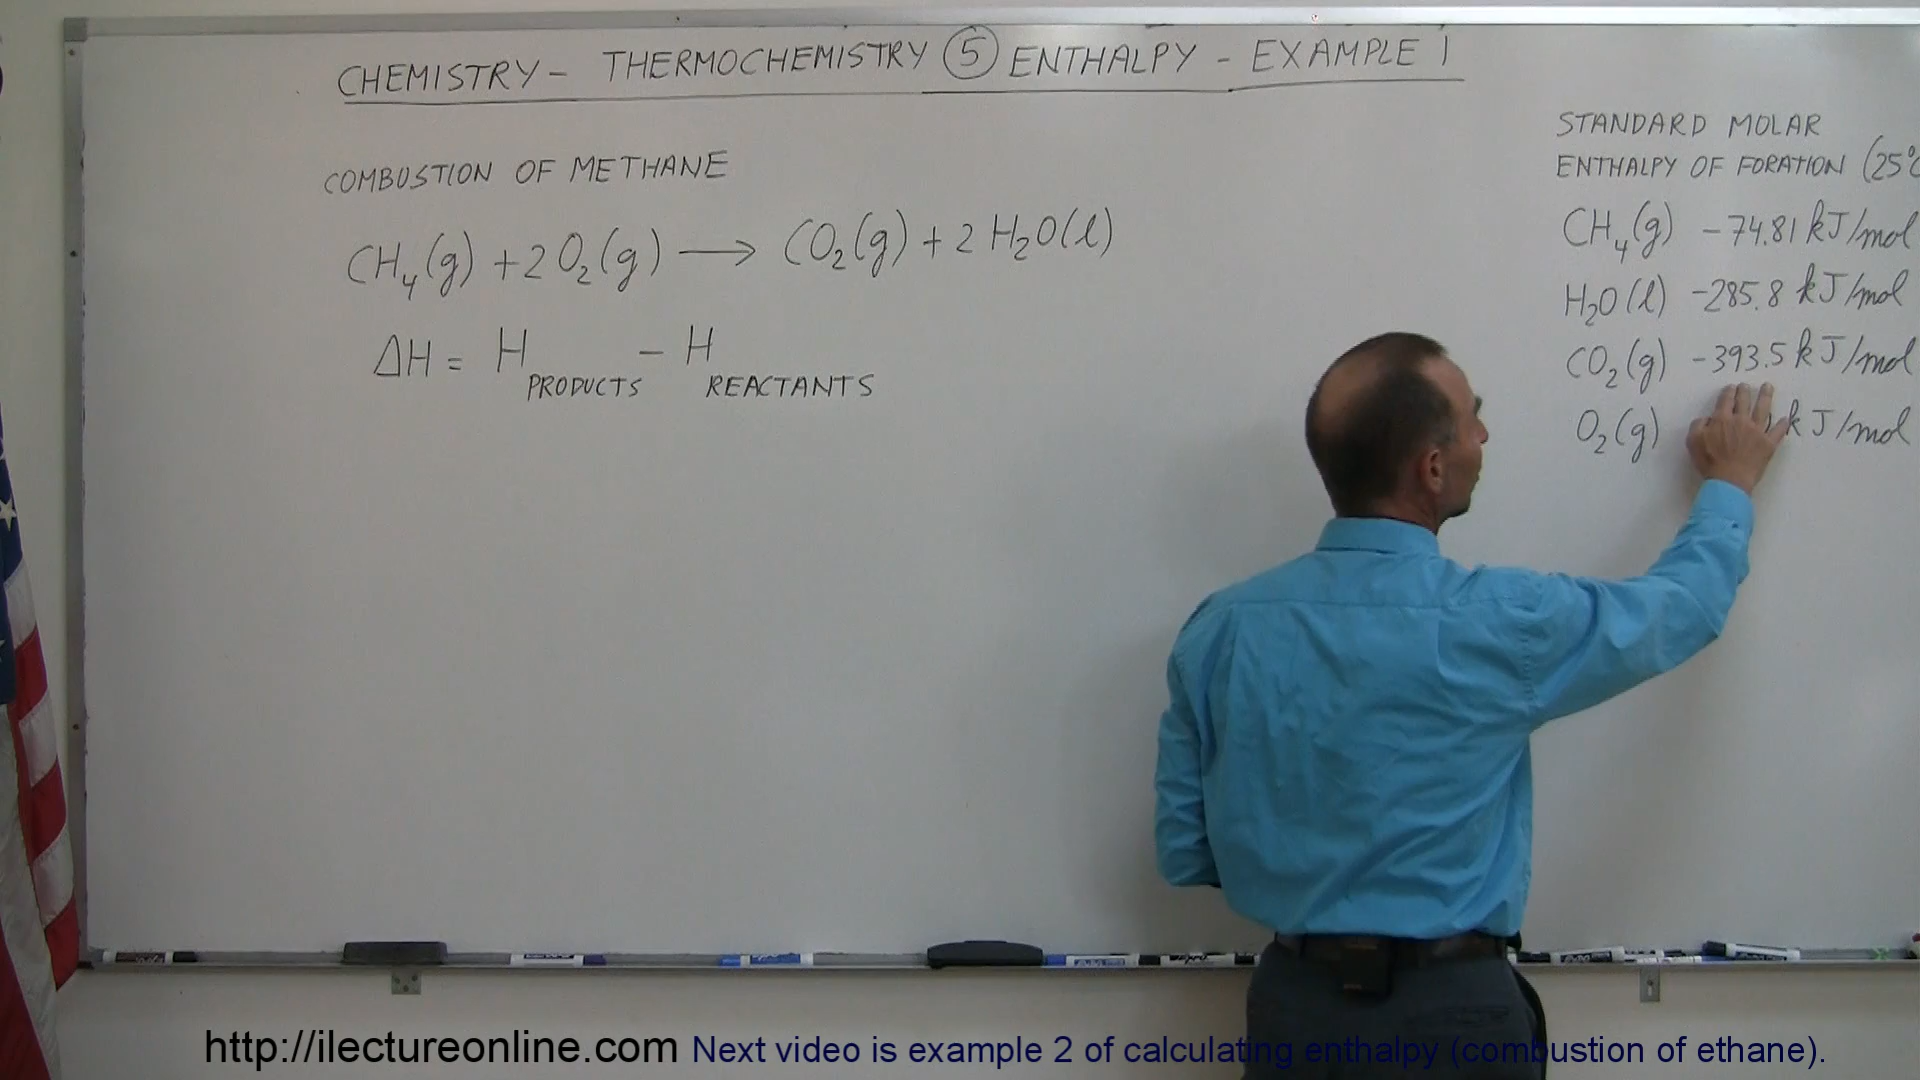 CHEMISTRY - THERMOCHEMISTRY ⑤ ENTHALPY - EXAMPLE 1
COMBUSTION OF METHANE
CH₄(g) + 2O₂(g) ⟶ CO₂(g) + 2 H₂O(l)
ΔH = H PRODUCTS - H REACTANTS
STANDARD MOLAR
ENTHALPY OF FORATION (25°C
CH₄(g) -74.81 kJ/mol
H₂O(l) -285.8 kJ/mol
CO₂(g) -393.5 kJ/mol
O₂(g) kJ/mol
http://ilectureonline.com Next video is example 2 of calculating enthalpy (combustion of ethane).